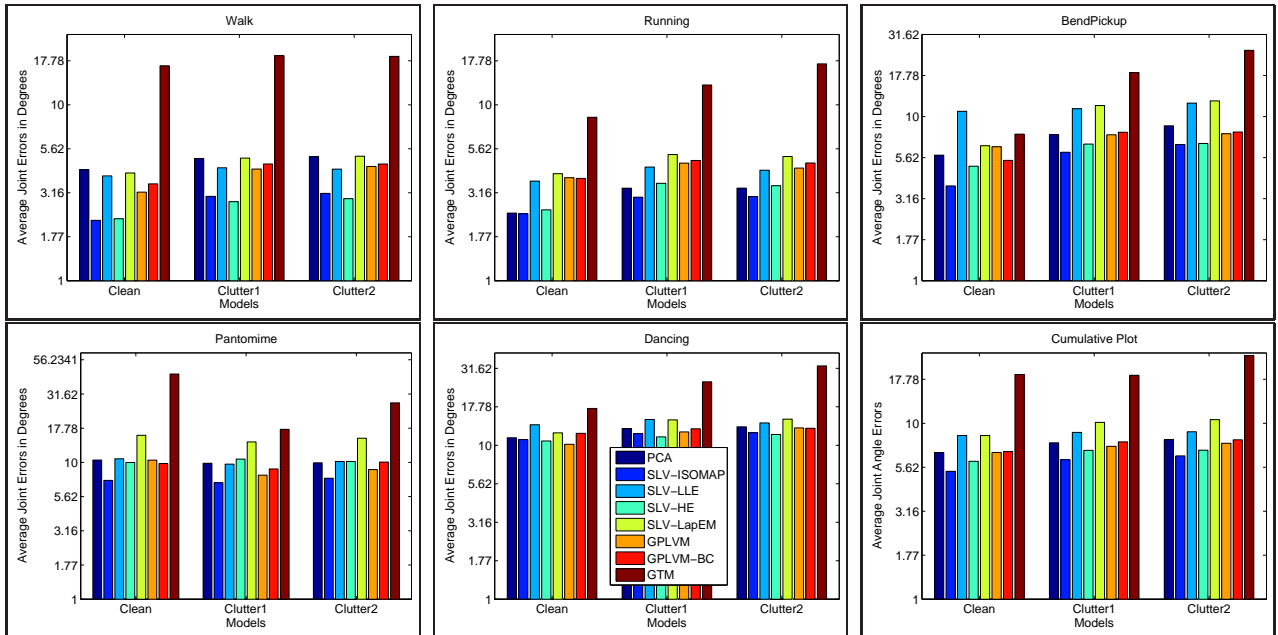 Walk
Average Joint Errors in Degrees
17.78
10
5.62
3.16
1.77
1
Clean
Clutter1
Clutter2
Models
Running
Average Joint Errors in Degrees
17.78
10
5.62
3.16
1.77
1
Clean
Clutter1
Clutter2
Models
BendPickup
Average Joint Errors in Degrees
31.62
17.78
10
5.62
3.16
1.77
1
Clean
Clutter1
Clutter2
Models
Pantomime
Average Joint Errors in Degrees
56.2341
31.62
17.78
10
5.62
3.16
1.77
1
Clean
Clutter1
Clutter2
Models
Dancing
Average Joint Errors in Degrees
31.62
17.78
10
5.62
3.16
1.77
1
PCA
SLV−ISOMAP
SLV−LLE
SLV−HE
SLV−LapEM
GPLVM
GPLVM−BC
GTM
Clean
Clutter1
Clutter2
Models
Cumulative Plot
Average Joint Angle Errors
17.78
10
5.62
3.16
1.77
1
Clean
Clutter1
Clutter2
Models